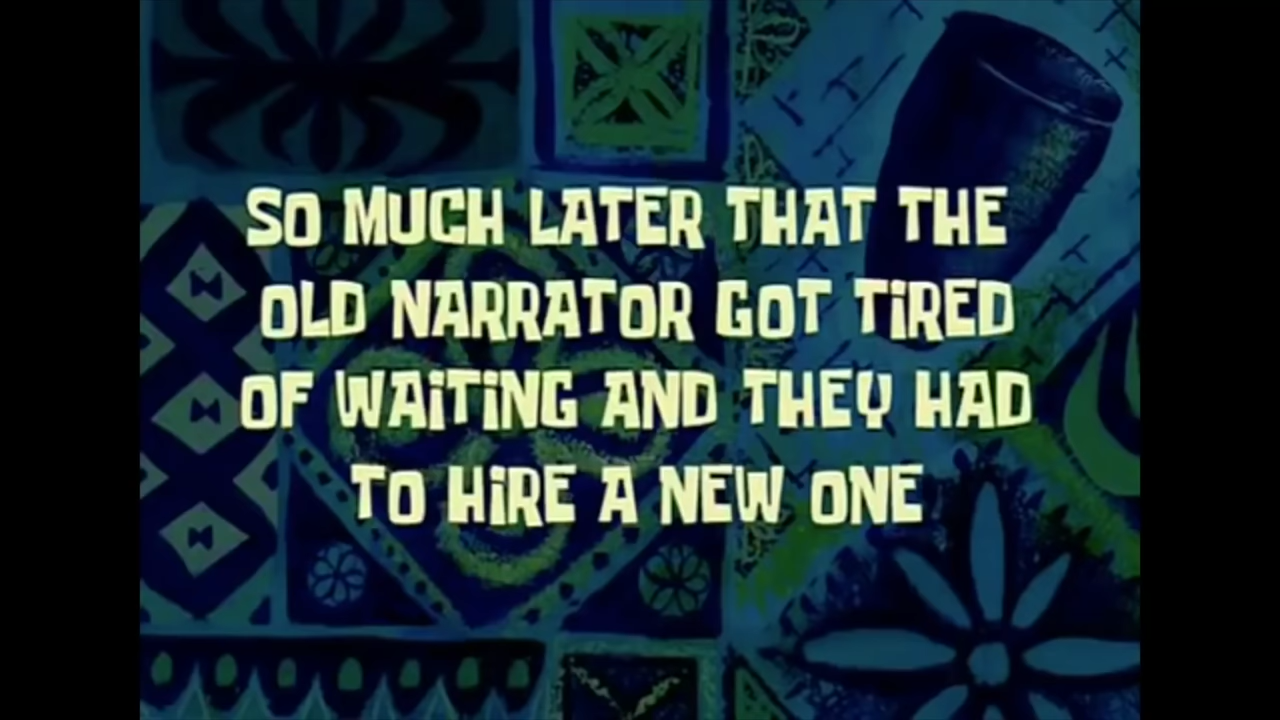 SO MUCH LATER THAT THE
OLD NARRATOR GOT TIRED
OF WAITING AND THEY HAD
TO HIRE A NEW ONE